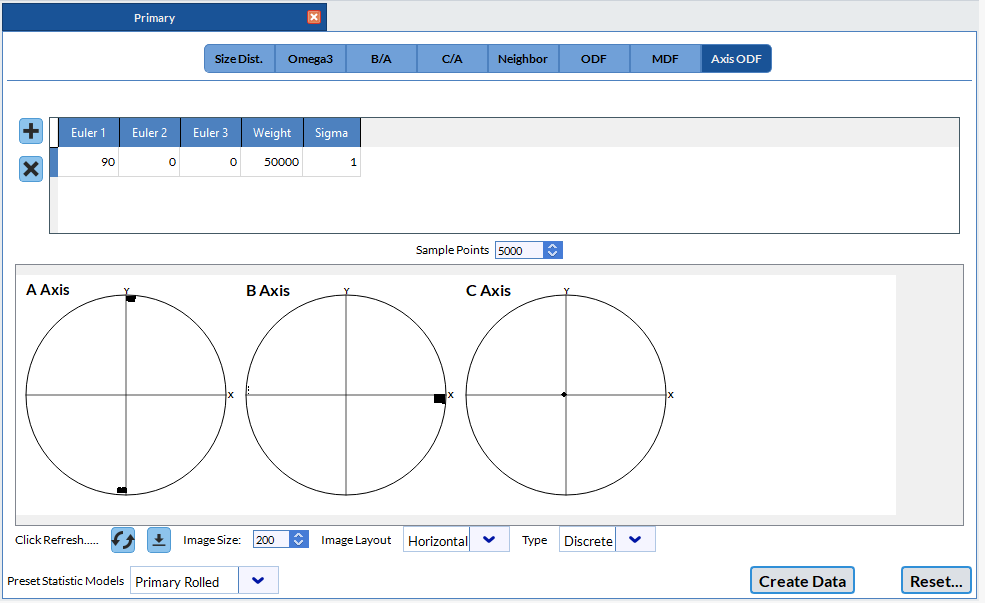 Primary
Size Dist. Omega3 B/A C/A Neighbor ODF MDF Axis ODF
Euler 1 Euler 2 Euler 3 Weight Sigma
90 0 0 50000 1
Sample Points 5000
A Axis Y B Axis Y C Axis Y
X X X
Click Refresh..... Image Size: 200 Image Layout Horizontal Type Discrete
Preset Statistic Models Primary Rolled Create Data Reset...